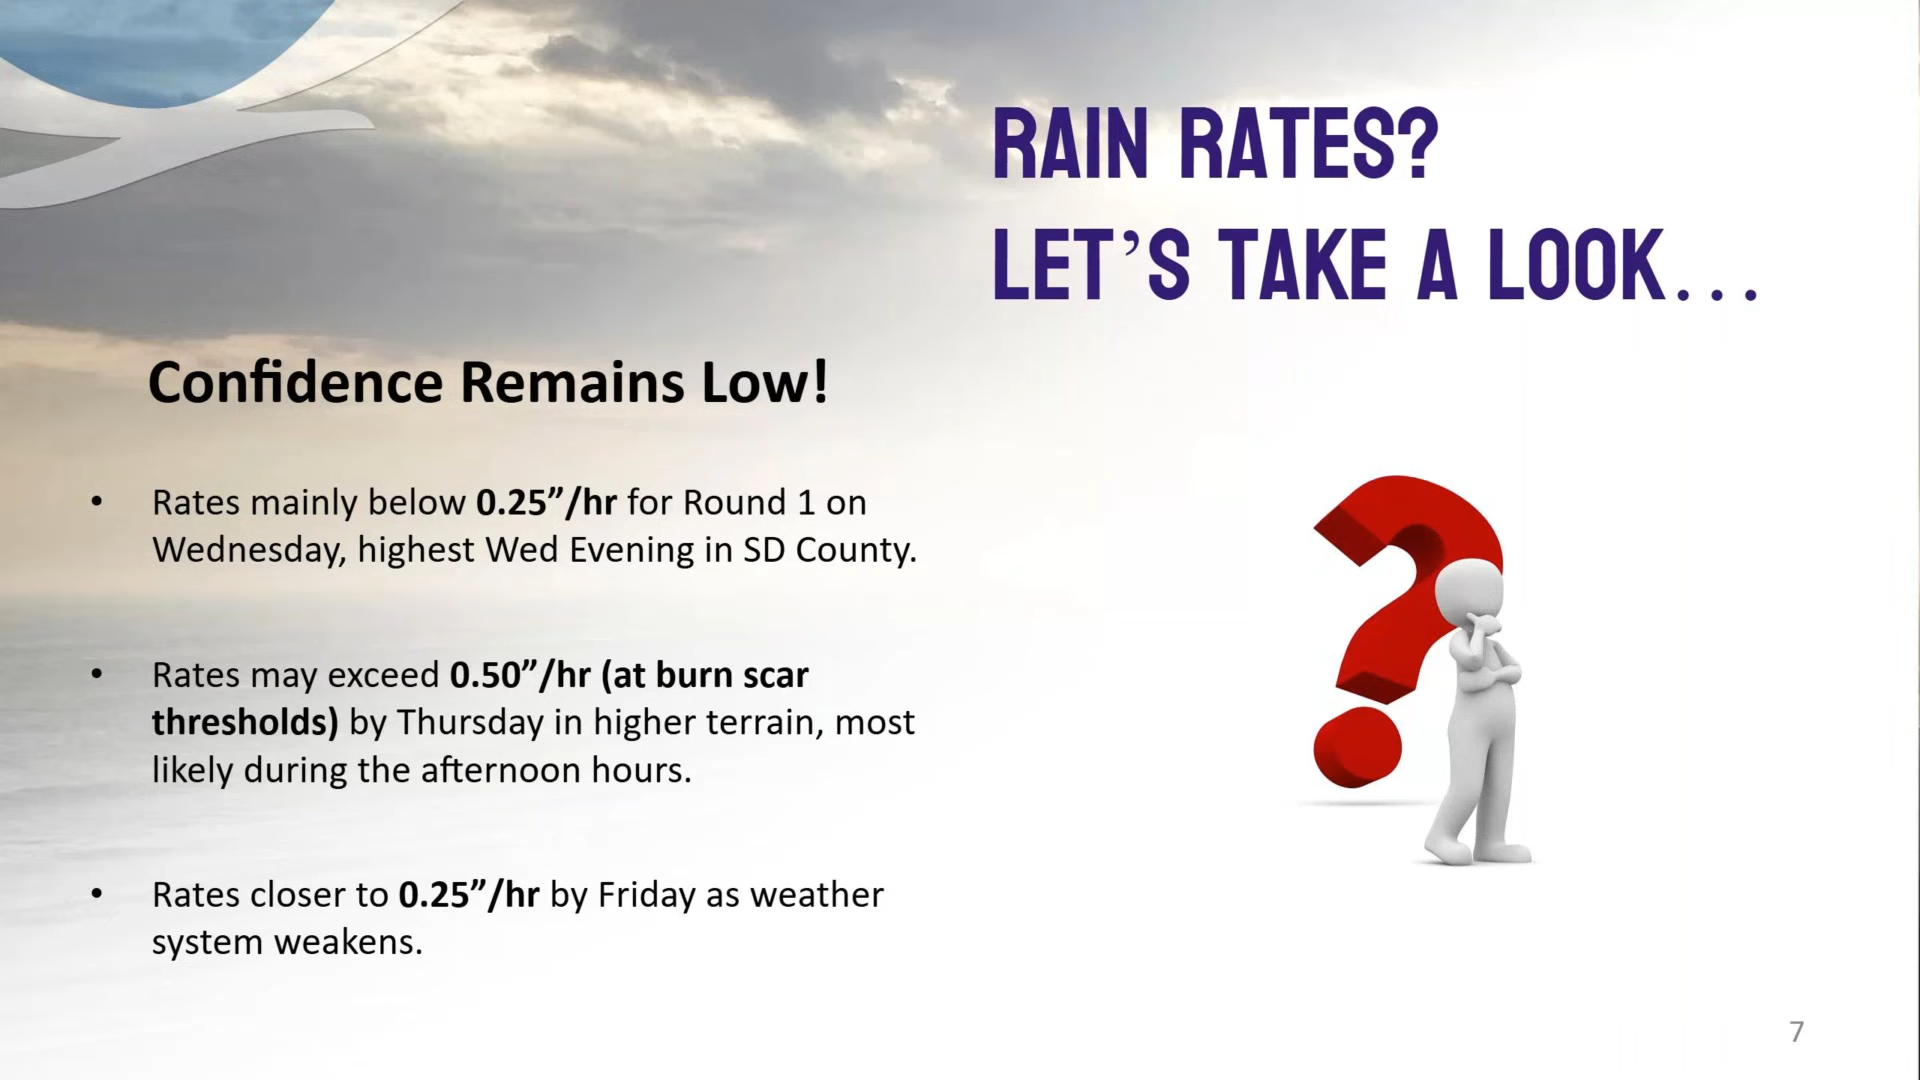 RAIN RATES?
LET’S TAKE A LOOK...
Confidence Remains Low!
• Rates mainly below 0.25”/hr for Round 1 on
Wednesday, highest Wed Evening in SD County.
• Rates may exceed 0.50”/hr (at burn scar
thresholds) by Thursday in higher terrain, most
likely during the afternoon hours.
• Rates closer to 0.25”/hr by Friday as weather
system weakens.
7